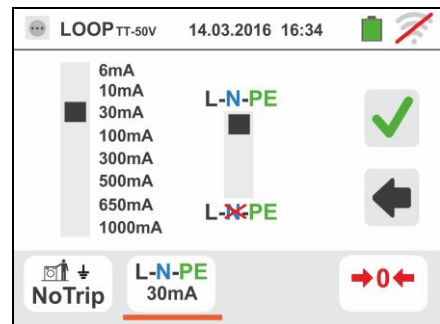 LOOP TT-50V 14.03.2016 16:34
6mA
10mA
30mA
100mA
300mA
500mA
650mA
1000mA
L-N-PE
L-N-PE
NoTrip
L-N-PE
30mA
→0←